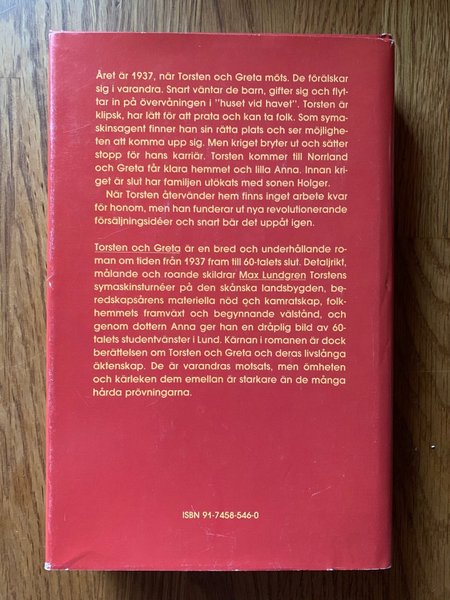 Året är 1937, när Torsten och Greta möts. De förälskar
sig i varandra. Snart väntar de barn, gifter sig och flyt-
tar in på övervåningen i "huset vid havet". Torsten är
klipsk, har lätt för att prata och kan ta folk. Som syma-
skinsagent finner han sin rätta plats och ser möjlighe-
ten att komma upp sig. Men kriget bryter ut och sätter
stopp för hans karriär. Torsten kommer till Norrland
och Greta får klara hemmet och lilla Anna. Innan kri-
get är slut har familjen utökats med sonen Holger.
När Torsten återvänder hem finns inget arbete kvar
för honom, men han funderar ut nya revolutionerande
försäljningsidéer och snart bär det uppåt igen.
Torsten och Greta är en bred och underhållande ro-
man om tiden från 1937 fram till 60-talets slut. Detaljrikt,
målande och roande skildrar Max Lundgren Torstens
symaskinsturnéer på den skånska landsbygden, be-
redskapsårens materiella nöd och kamratskap, folk-
hemmets framväxt och begynnande välstånd, och
genom dottern Anna ger han en dråplig bild av 60-
talets studentvänster i Lund. Kärnan i romanen är dock
berättelsen om Torsten och Greta och deras livslånga
äktenskap. De är varandras motsats, men ömheten
och kärleken dem emellan är starkare än de många
hårda prövningarna.
ISBN 91-7458-546-0